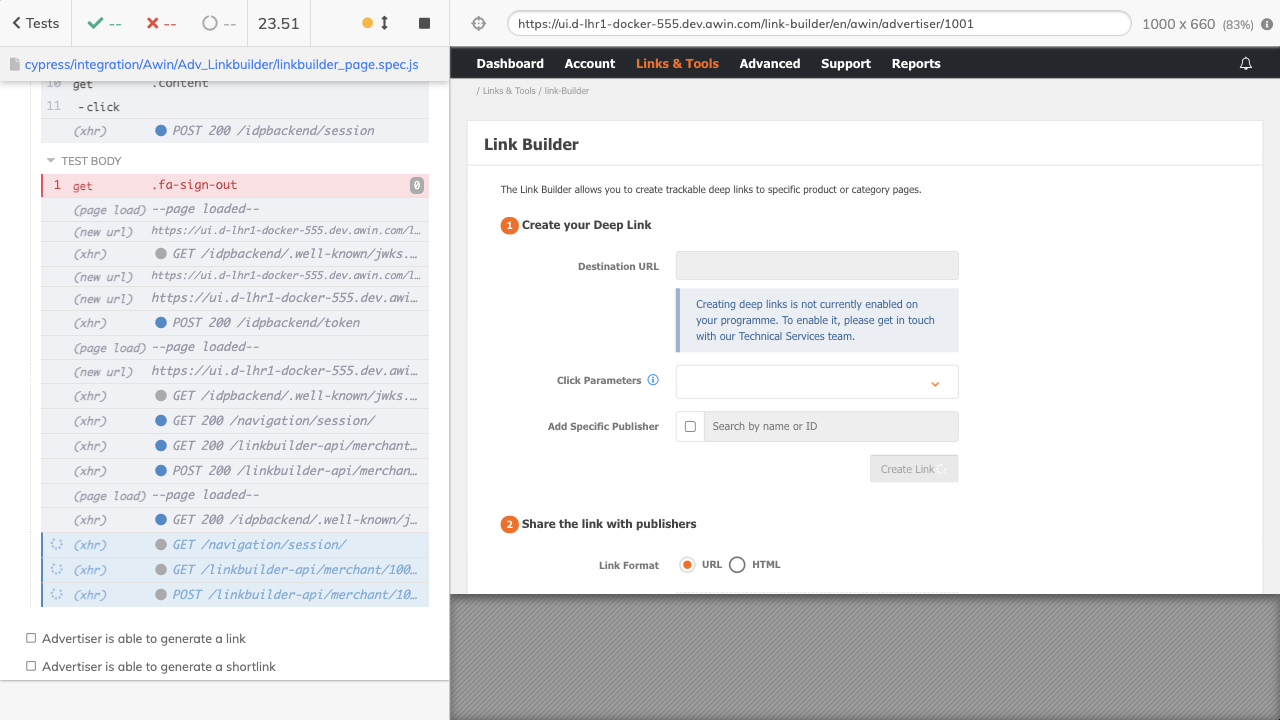 Tests
--
--
--
23.51
https://ui.d-lhr1-docker-555.dev.awin.com/link-builder/en/awin/advertiser/1001
1000 x 660 (83%)
cypress/integration/Awin/Adv_Linkbuilder/linkbuilder_page.spec.js
10 get .content
11 -click
(xhr) POST 200 /idpbackend/session
TEST BODY
1 get .fa-sign-out 0
(page load) --page loaded--
(new url) https://ui.d-lhr1-docker-555.dev.awin.com/l…
(xhr) GET /idpbackend/.well-known/jwks.…
(new url) https://ui.d-lhr1-docker-555.dev.awin.com/l…
(new url) https://ui.d-lhr1-docker-555.dev.awi…
(xhr) POST 200 /idpbackend/token
(page load) --page loaded--
(new url) https://ui.d-lhr1-docker-555.dev.awi…
(xhr) GET /idpbackend/.well-known/jwks.…
(xhr) GET 200 /navigation/session/
(xhr) GET 200 /linkbuilder-api/merchant…
(xhr) POST 200 /linkbuilder-api/merchan…
(page load) --page loaded--
(xhr) GET 200 /idpbackend/.well-known/j…
(xhr) GET /navigation/session/
(xhr) GET /linkbuilder-api/merchant/100…
(xhr) POST /linkbuilder-api/merchant/10…
Advertiser is able to generate a link
Advertiser is able to generate a shortlink
Dashboard Account Links & Tools Advanced Support Reports
/ Links & Tools / link-Builder
Link Builder
The Link Builder allows you to create trackable deep links to specific product or category pages.
1 Create your Deep Link
Destination URL
Creating deep links is not currently enabled on
your programme. To enable it, please get in touch
with our Technical Services team.
Click Parameters
Add Specific Publisher Search by name or ID
Create Link
2 Share the link with publishers
Link Format URL HTML